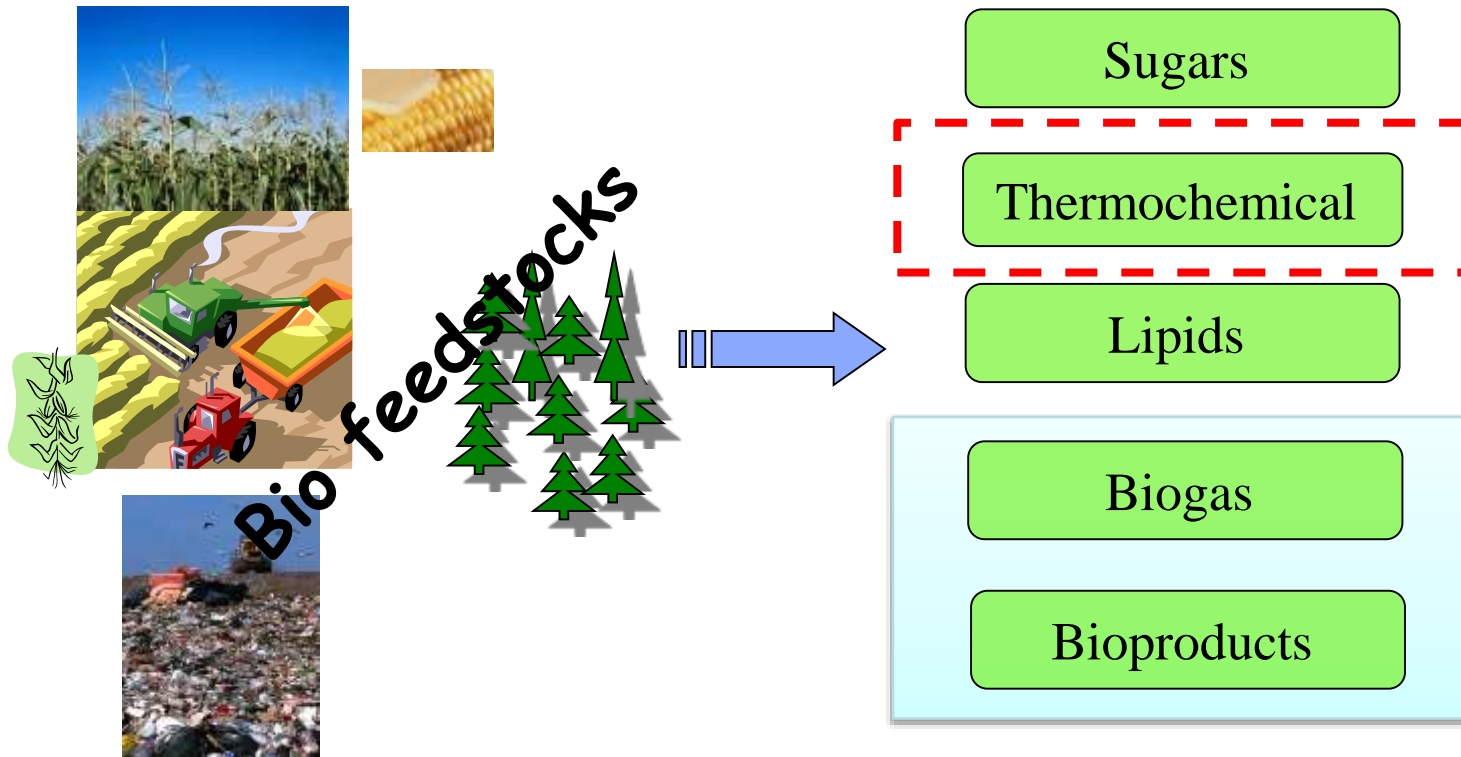 Bio feedstocks
Sugars
Thermochemical
Lipids
Biogas
Bioproducts